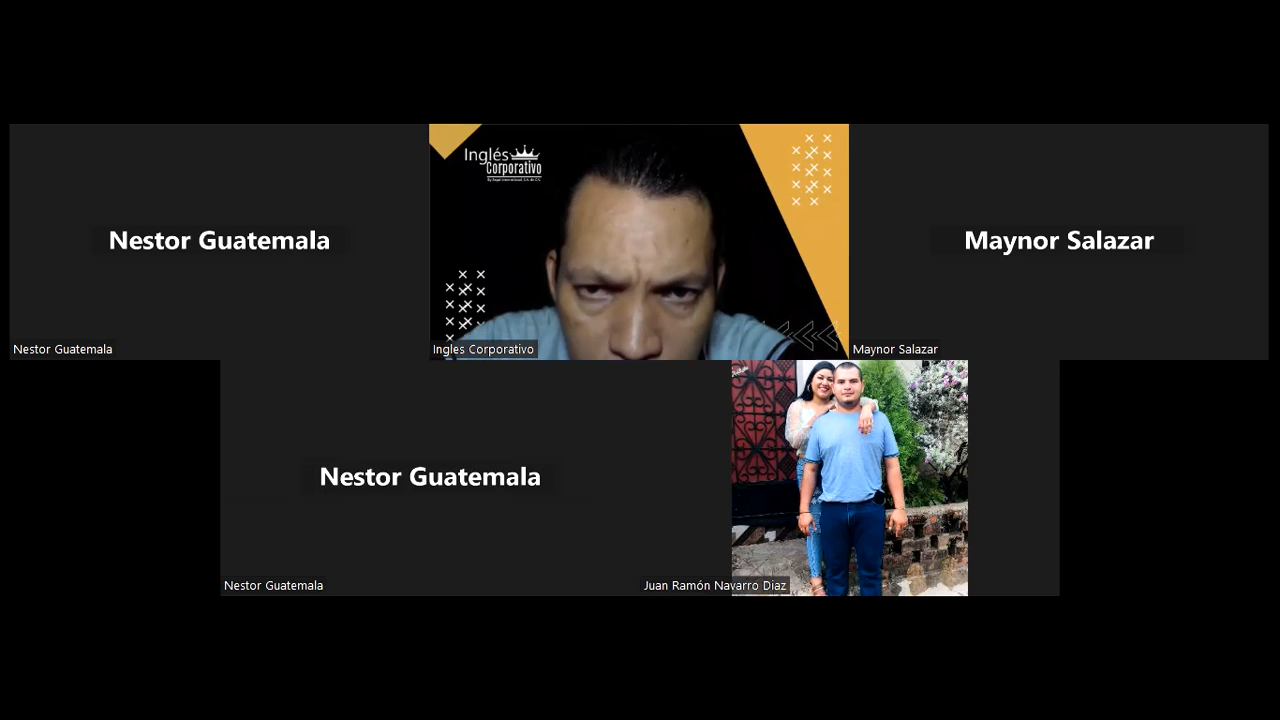 Nestor Guatemala
Nestor Guatemala
Inglés
Corporativo
Ingles Corporativo
Maynor Salazar
Maynor Salazar
Nestor Guatemala
Nestor Guatemala
Juan Ramón Navarro Diaz